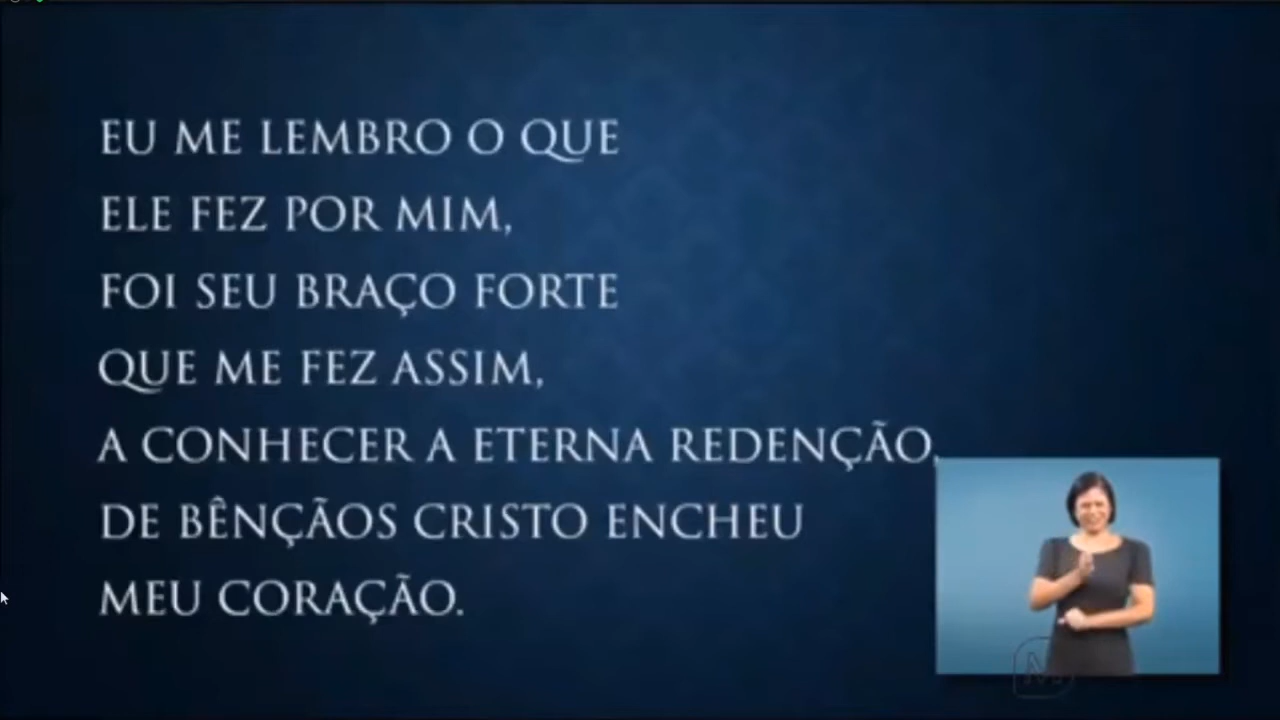 EU ME LEMBRO O QUE
ELE FEZ POR MIM,
FOI SEU BRAÇO FORTE
QUE ME FEZ ASSIM,
A CONHECER A ETERNA REDENÇÃO,
DE BÊNÇÃOS CRISTO ENCHEU
MEU CORAÇÃO.